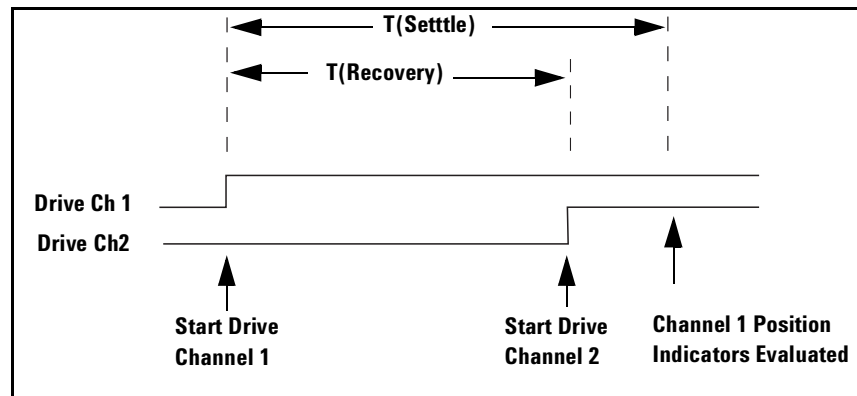 T(Setttle)
T(Recovery)
Drive Ch 1
Drive Ch2
Start Drive
Channel 1
Start Drive
Channel 2
Channel 1 Position
Indicators Evaluated